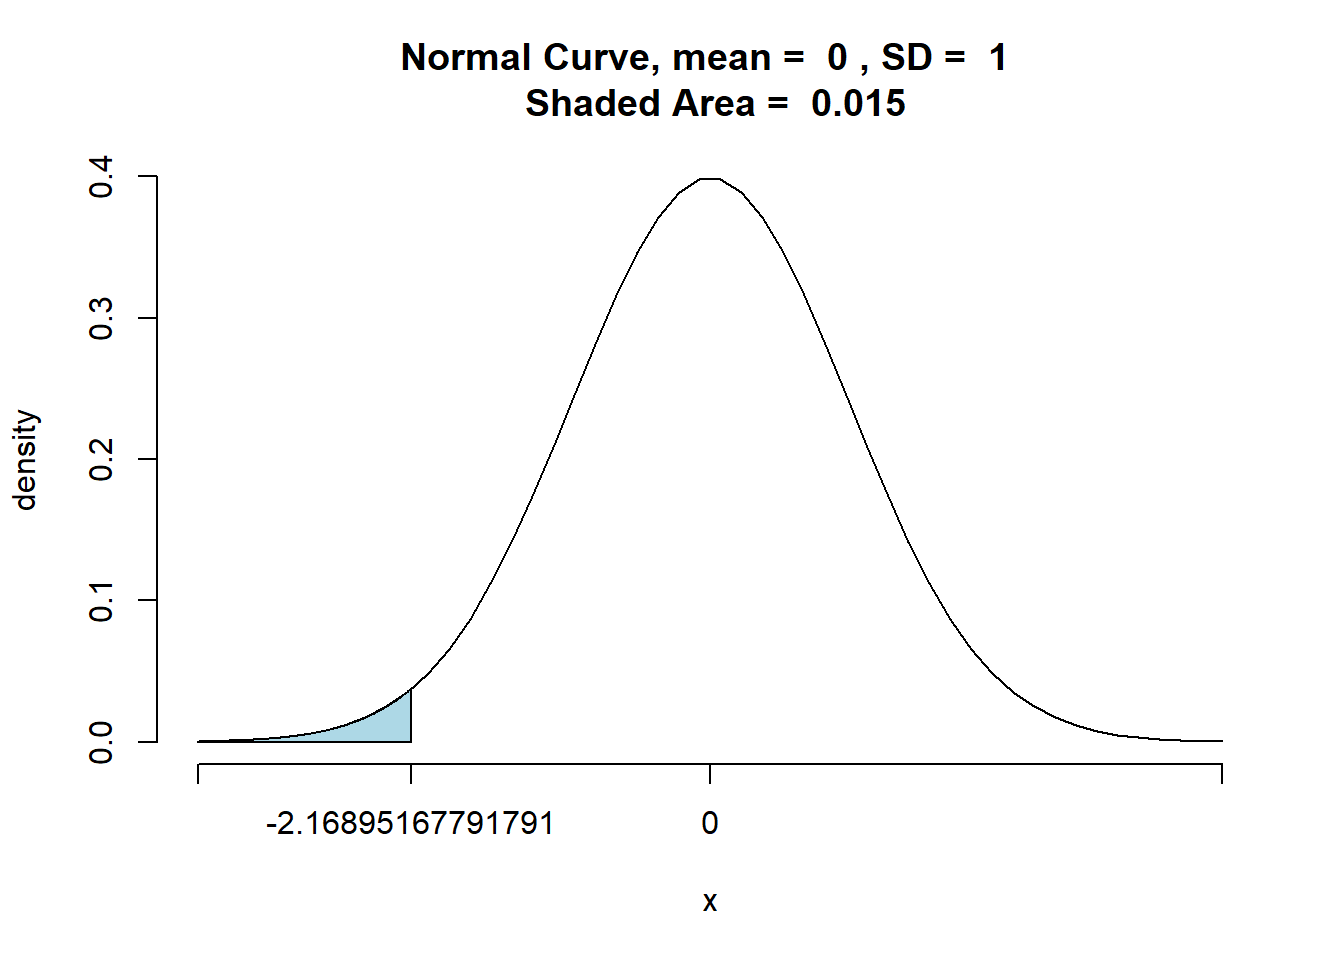 Normal Curve, mean =  0 , SD =  1
Shaded Area =  0.015
0.4
0.3
0.2
0.1
0.0
density
-2.16895167791791
0
x